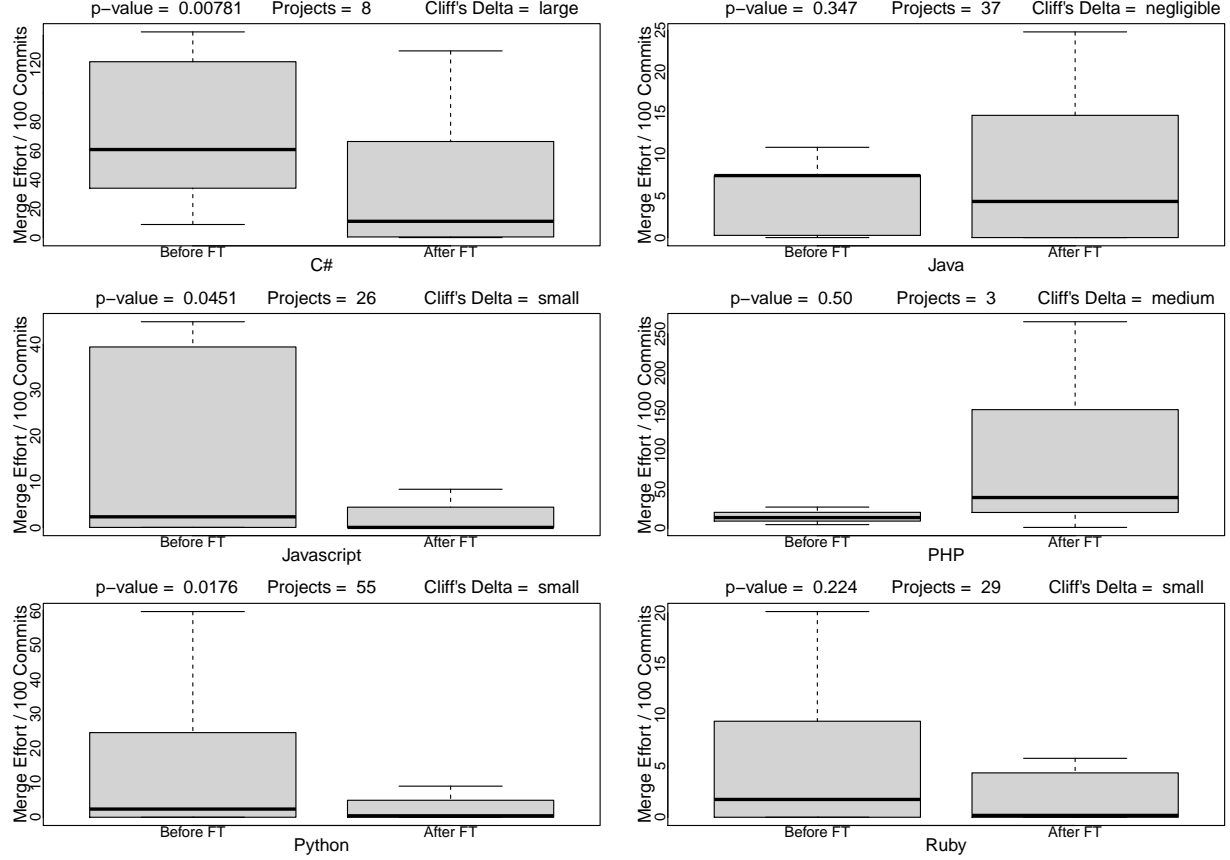 p−value = 0.00781 Projects = 8 Cliff's Delta = large
Merge Effort / 100 Commits
0 20 40 60 80 120
Before FT After FT
C#
p−value = 0.347 Projects = 37 Cliff's Delta = negligible
Merge Effort / 100 Commits
0 5 10 15 20 25
Before FT After FT
Java
p−value = 0.0451 Projects = 26 Cliff's Delta = small
Merge Effort / 100 Commits
0 10 20 30 40
Before FT After FT
Javascript
p−value = 0.50 Projects = 3 Cliff's Delta = medium
Merge Effort / 100 Commits
0 50 100 150 200 250
Before FT After FT
PHP
p−value = 0.0176 Projects = 55 Cliff's Delta = small
Merge Effort / 100 Commits
0 10 20 30 40 50 60
Before FT After FT
Python
p−value = 0.224 Projects = 29 Cliff's Delta = small
Merge Effort / 100 Commits
0 5 10 15 20
Before FT After FT
Ruby